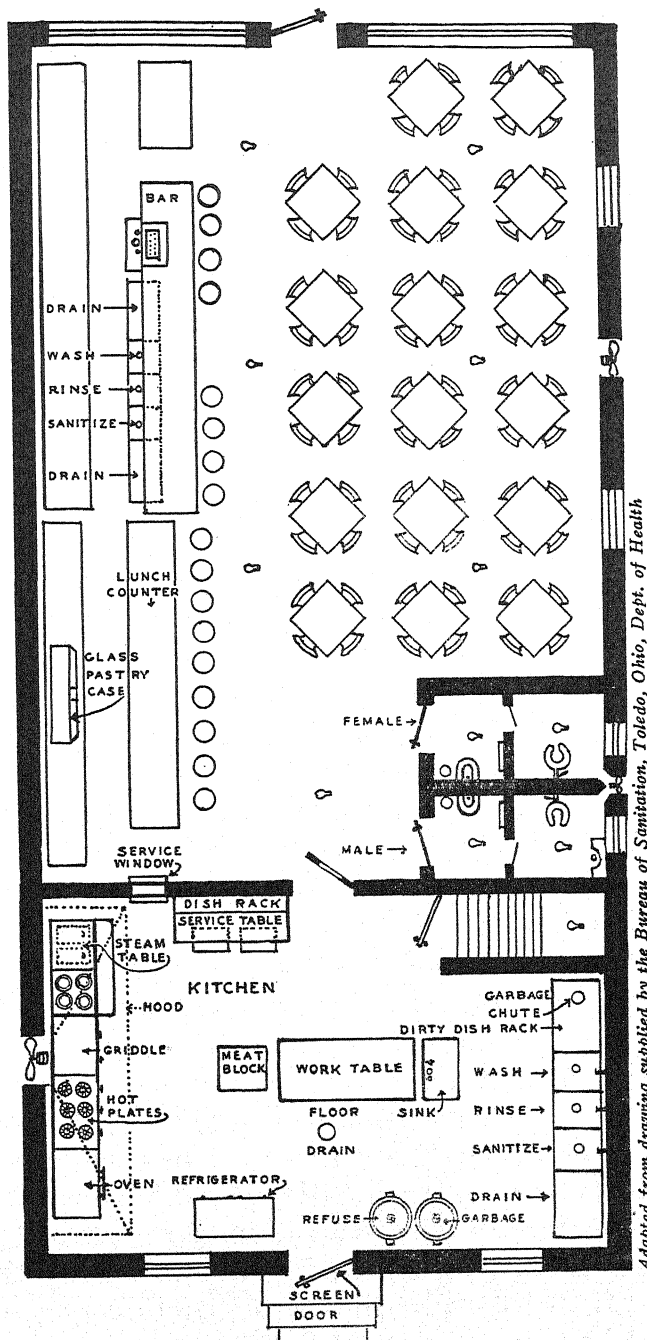 BAR
DRAIN
WASH
RINSE
SANITIZE
DRAIN
LUNCH
COUNTER
GLASS
PASTRY
CASE
FEMALE
MALE
SERVICE
WINDOW
DISH RACK
SERVICE TABLE
STEAM
TABLE
KITCHEN
HOOD
GARBAGE
CHUTE
DIRTY DISH RACK
GRIDDLE
MEAT
BLOCK
WORK TABLE
WASH
HOT
PLATES
FLOOR
DRAIN
SINK
RINSE
SANITIZE
OVEN
REFRIGERATOR
DRAIN
REFUSE
GARBAGE
SCREEN
DOOR
Adapted from drawing supplied by the Bureau of Sanitation, Toledo, Ohio, Dept. of Health